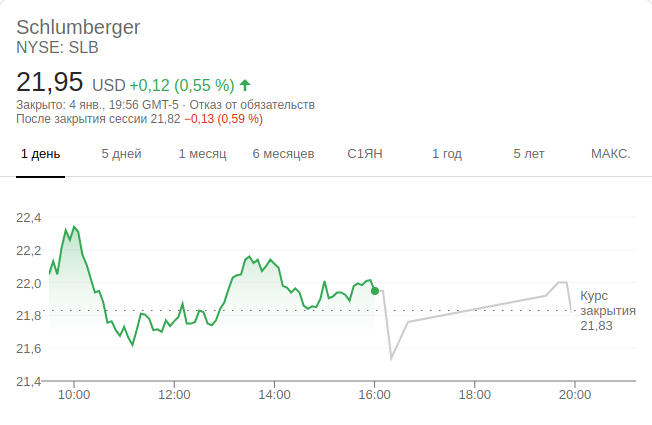 Schlumberger
NYSE: SLB
21,95 USD +0,12 (0,55 %)
Закрыто: 4 янв., 19:56 GMT-5 · Отказ от обязательств
После закрытия сессии 21,82 −0,13 (0,59 %)
1 день 5 дней 1 месяц 6 месяцев С1ЯН 1 год 5 лет МАКС.
22,4
22,2
22,0
21,8
21,6
21,4
Курс
закрытия
21,83
10:00 12:00 14:00 16:00 18:00 20:00